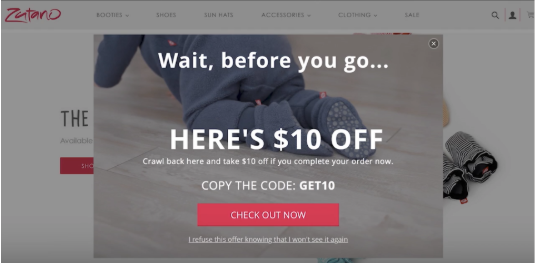 Zutano
BOOTIES SHOES SUN HATS ACCESSORIES CLOTHING SALE
Wait, before you go...
THE
Available
HERE'S $10 OFF
Crawl back here and take $10 off if you complete your order now.
SHO
COPY THE CODE: GET10
CHECK OUT NOW
I refuse this offer knowing that I won't see it again